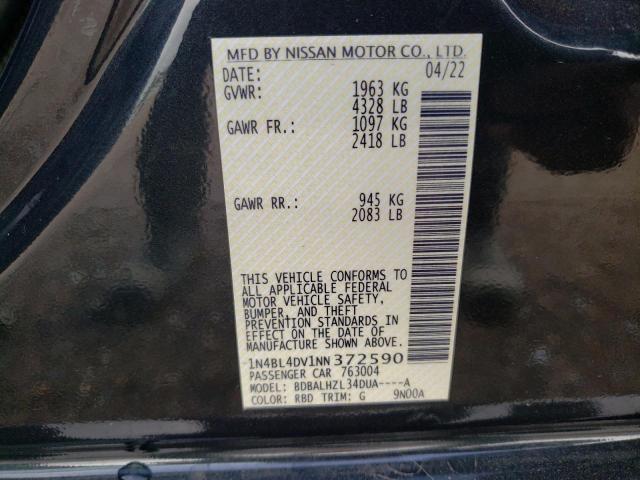 MFD BY NISSAN MOTOR CO., LTD.
DATE: 04/22
GVWR: 1963 KG
4328 LB
GAWR FR.: 1097 KG
2418 LB
GAWR RR.: 945 KG
2083 LB
THIS VEHICLE CONFORMS TO
ALL APPLICABLE FEDERAL
MOTOR VEHICLE SAFETY,
BUMPER, AND THEFT
PREVENTION STANDARDS IN
EFFECT ON THE DATE OF
MANUFACTURE SHOWN ABOVE.
1N4BL4DV1NN372590
PASSENGER CAR 763004
MODEL: BDBALHZL34DUA----A
COLOR: RBD TRIM: G 9N00A